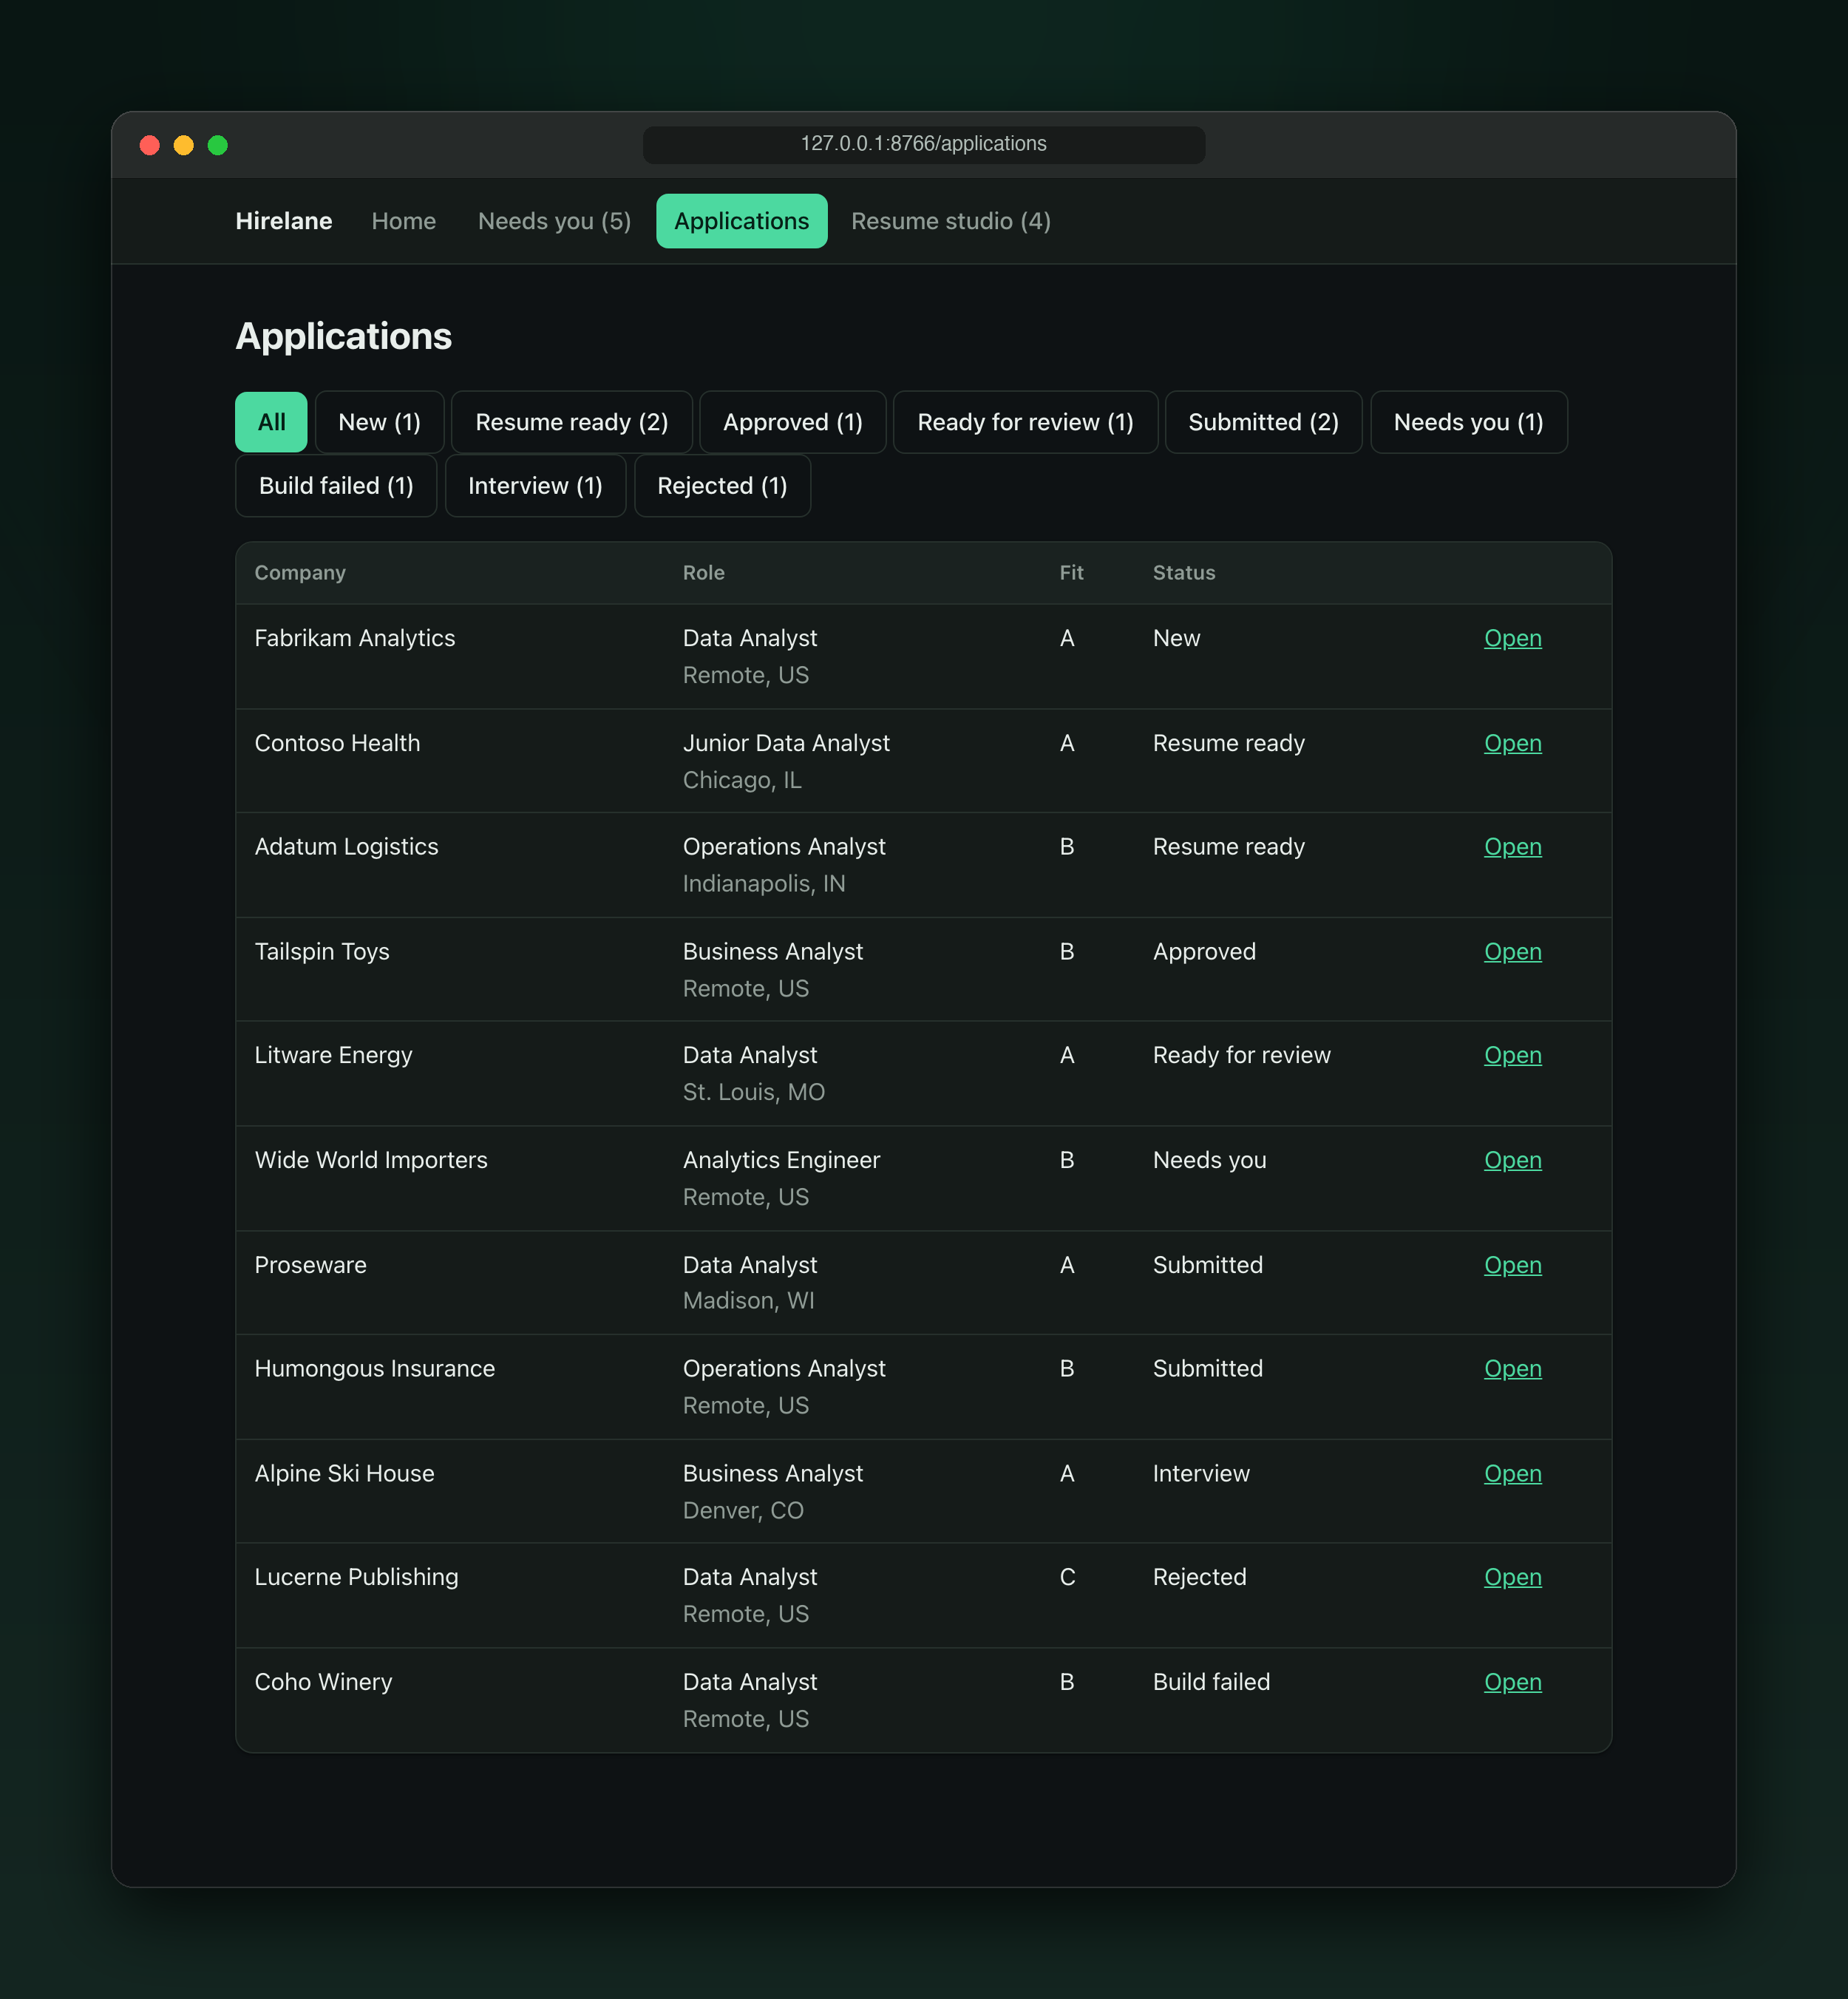 127.0.0.1:8766/applications
Hirelane Home Needs you (5) Applications Resume studio (4)
Applications
All New (1) Resume ready (2) Approved (1) Ready for review (1) Submitted (2) Needs you (1)
Build failed (1) Interview (1) Rejected (1)
Company Role Fit Status
Fabrikam Analytics Data Analyst A New Open
Remote, US
Contoso Health Junior Data Analyst A Resume ready Open
Chicago, IL
Adatum Logistics Operations Analyst B Resume ready Open
Indianapolis, IN
Tailspin Toys Business Analyst B Approved Open
Remote, US
Litware Energy Data Analyst A Ready for review Open
St. Louis, MO
Wide World Importers Analytics Engineer B Needs you Open
Remote, US
Proseware Data Analyst A Submitted Open
Madison, WI
Humongous Insurance Operations Analyst B Submitted Open
Remote, US
Alpine Ski House Business Analyst A Interview Open
Denver, CO
Lucerne Publishing Data Analyst C Rejected Open
Remote, US
Coho Winery Data Analyst B Build failed Open
Remote, US